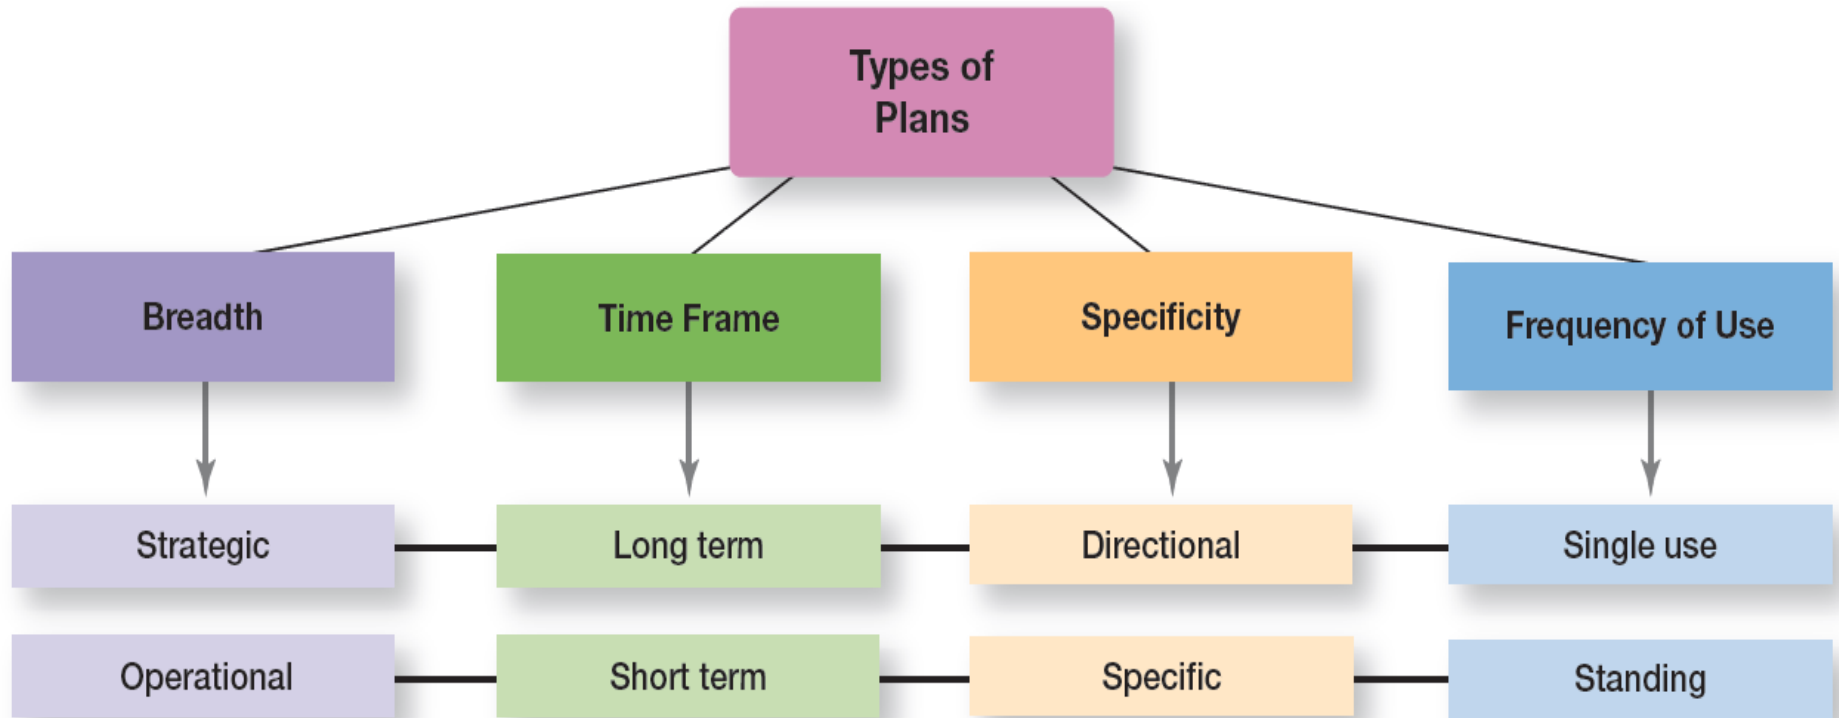 Types of
Plans
Breadth
Time Frame
Specificity
Frequency of Use
Strategic
Long term
Directional
Single use
Operational
Short term
Specific
Standing